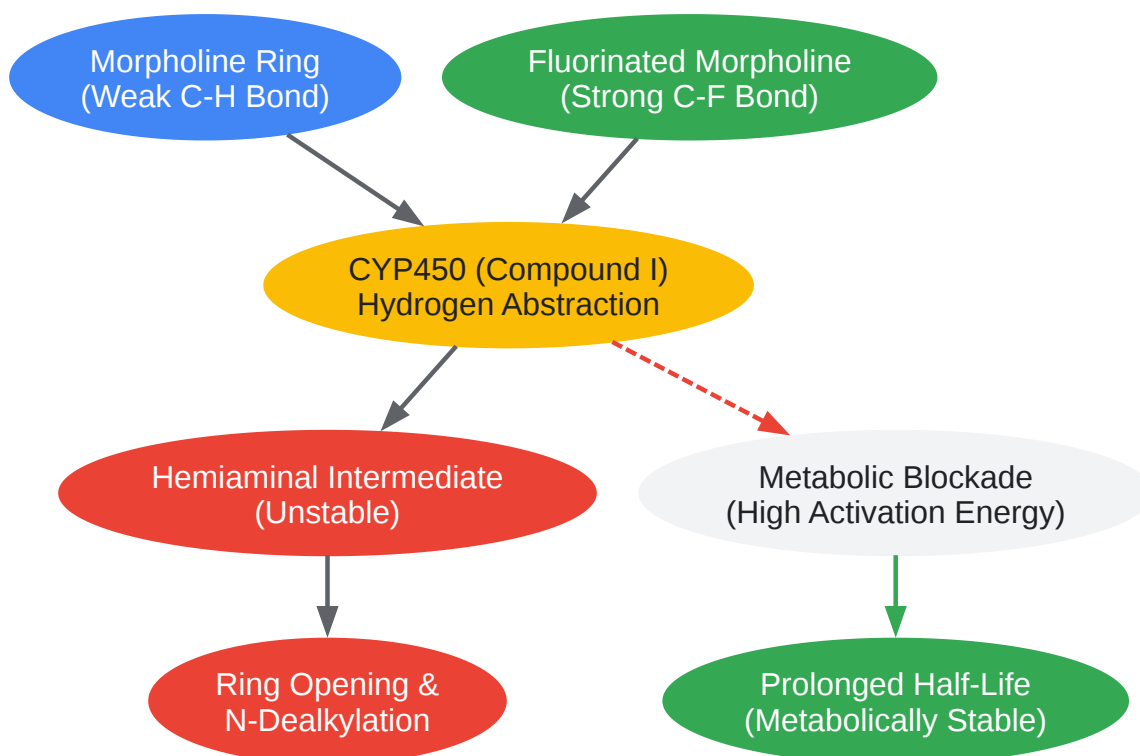 Morpholine Ring
(Weak C-H Bond)
Fluorinated Morpholine
(Strong C-F Bond)
CYP450 (Compound I)
Hydrogen Abstraction
Hemiaminal Intermediate
(Unstable)
Metabolic Blockade
(High Activation Energy)
Ring Opening &
N-Dealkylation
Prolonged Half-Life
(Metabolically Stable)